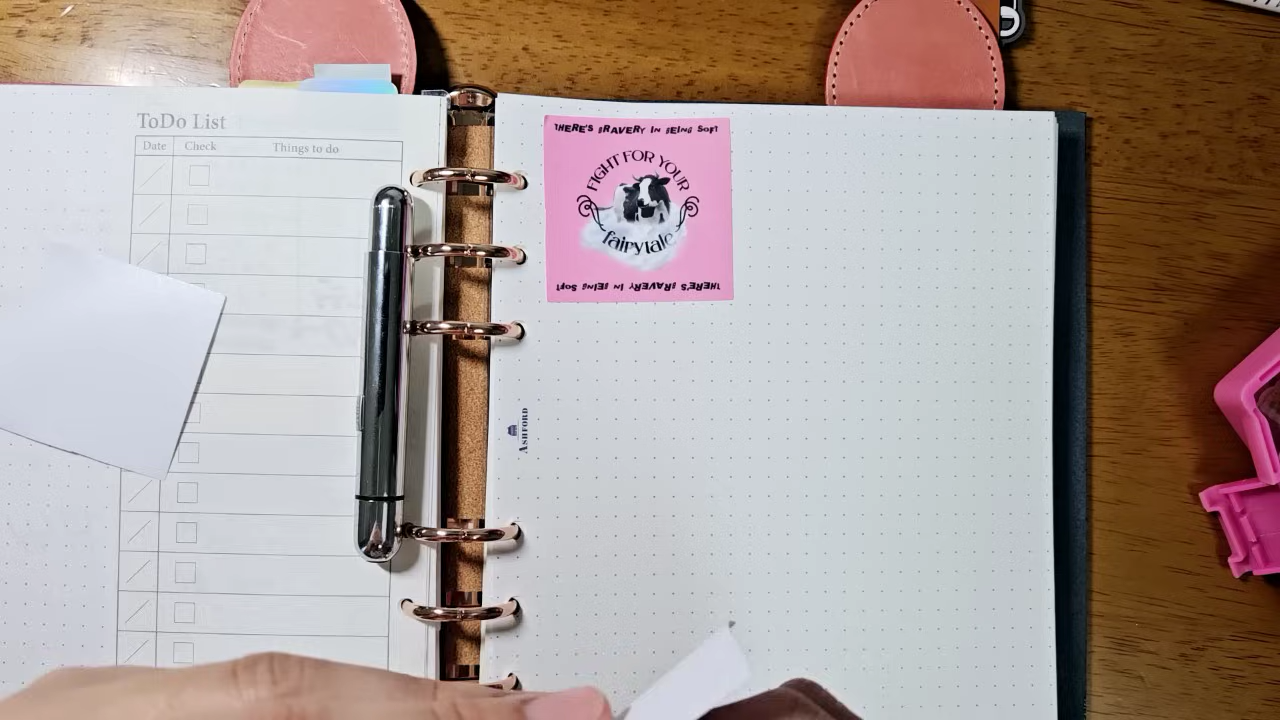 ToDo List
Date Check Things to do
THERE'S BRAVERY IN BEING SOFT
FIGHT FOR YOUR
fairytale
THERE'S BRAVERY IN BEING SOFT
ASHFORD